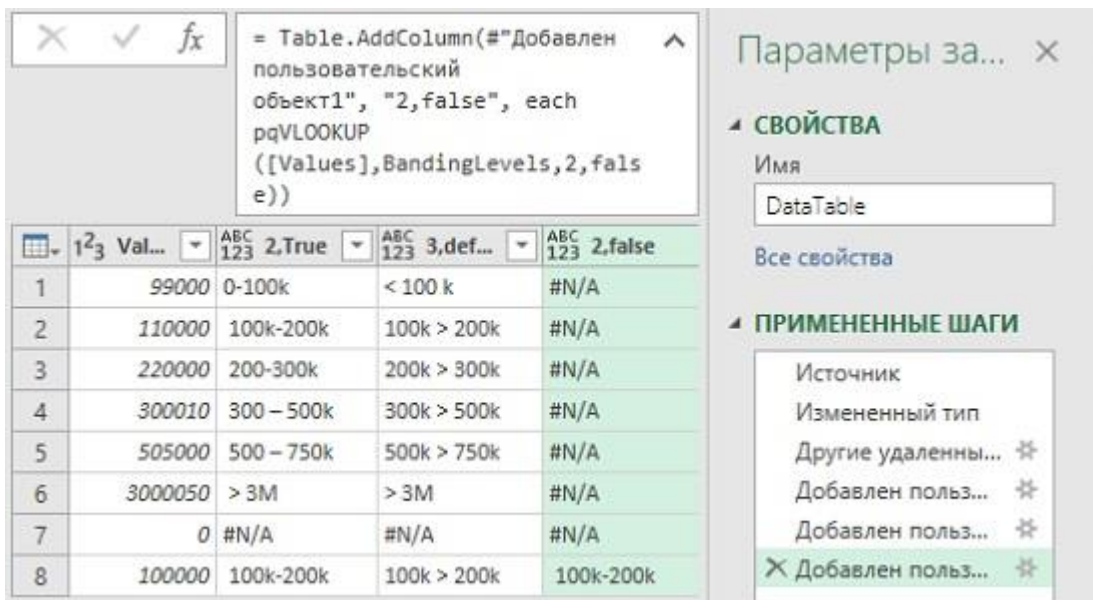 fx
= Table.AddColumn(#"Добавлен
пользовательский
объект1", "2,false", each
pqVLOOKUP
([Values],BandingLevels,2,fals
e))
Параметры за...
СВОЙСТВА
Имя
DataTable
Все свойства
ПРИМЕНЕННЫЕ ШАГИ
Источник
Измененный тип
Другие удаленны...
Добавлен польз...
Добавлен польз...
Добавлен польз...
123 Val... ABC 123 2,True ABC 123 3,def... ABC 123 2,false
1 99000 0-100k < 100 k #N/A
2 110000 100k-200k 100k > 200k #N/A
3 220000 200-300k 200k > 300k #N/A
4 300010 300 – 500k 300k > 500k #N/A
5 505000 500 – 750k 500k > 750k #N/A
6 3000050 > 3M > 3M #N/A
7 0 #N/A #N/A #N/A
8 100000 100k-200k 100k > 200k 100k-200k